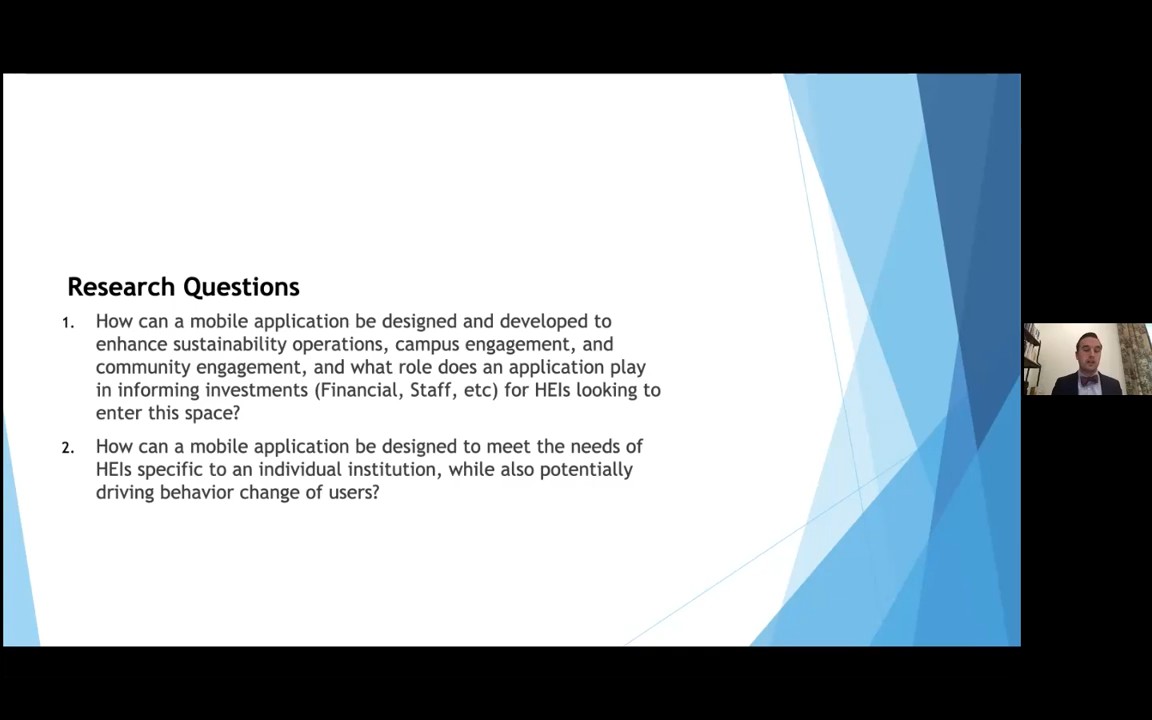 Research Questions
1. How can a mobile application be designed and developed to
enhance sustainability operations, campus engagement, and
community engagement, and what role does an application play
in informing investments (Financial, Staff, etc) for HEIs looking to
enter this space?
2. How can a mobile application be designed to meet the needs of
HEIs specific to an individual institution, while also potentially
driving behavior change of users?